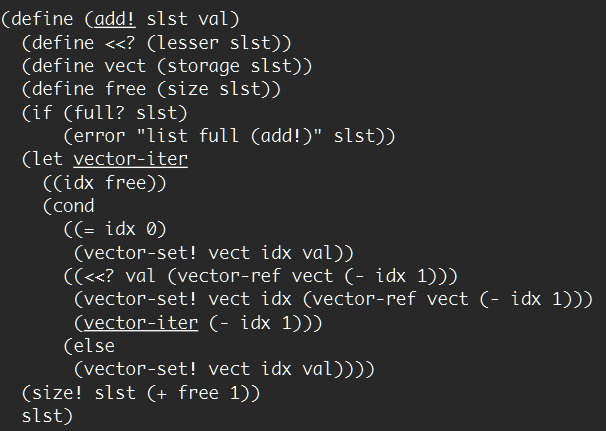 (define (add! slst val)
  (define <<? (lesser slst))
  (define vect (storage slst))
  (define free (size slst))
  (if (full? slst)
      (error "list full (add!)" slst))
  (let vector-iter
    ((idx free))
    (cond
      ((= idx 0)
       (vector-set! vect idx val))
      ((<<? val (vector-ref vect (- idx 1)))
       (vector-set! vect idx (vector-ref vect (- idx 1)))
       (vector-iter (- idx 1)))
      (else
       (vector-set! vect idx val))))
  (size! slst (+ free 1))
  slst)